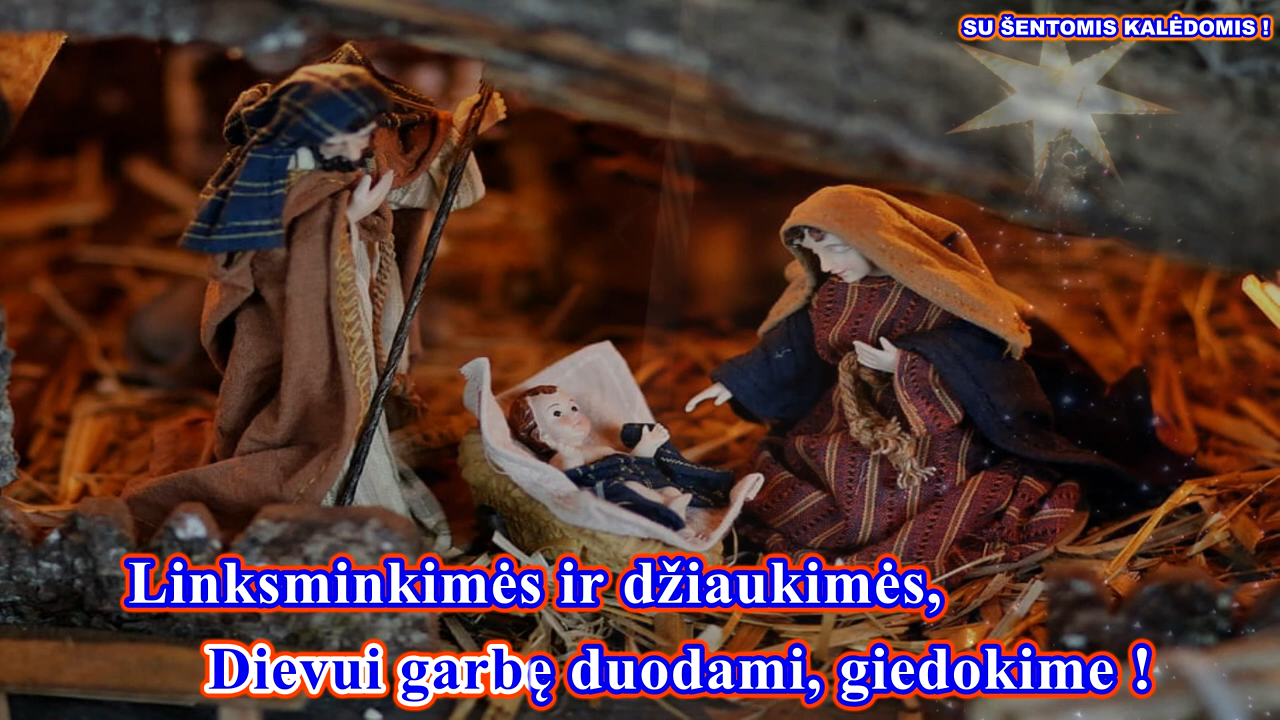 SU ŠENTOMIS KALĖDOMIS !
Linksminkimės ir džiaukimės,
Dievui garbę duodami, giedokime !